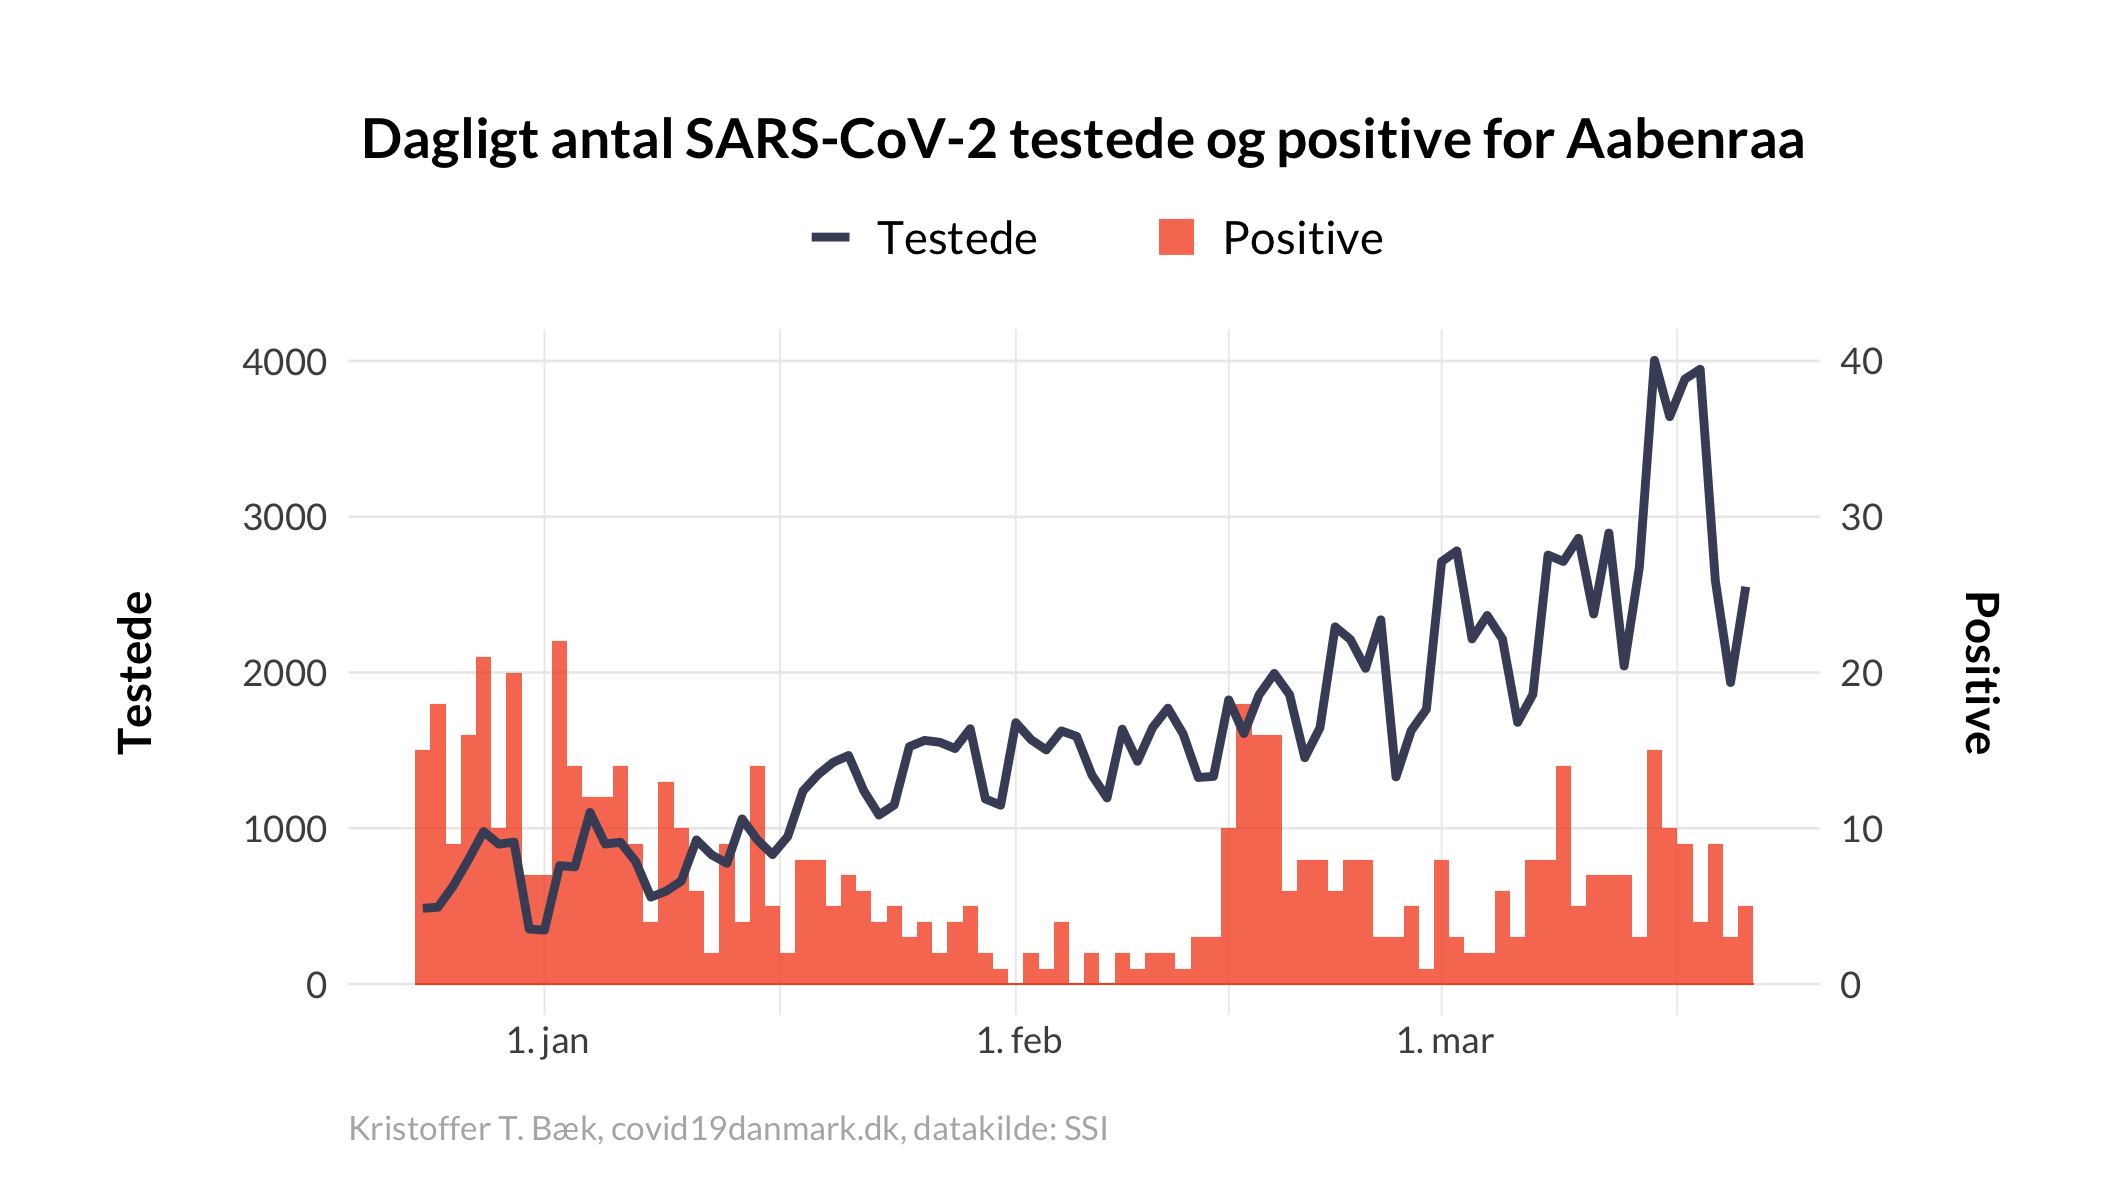 Dagligt antal SARS-CoV-2 testede og positive for Aabenraa
Testede
Positive
4000
3000
2000
1000
0
Testede
40
30
20
10
0
Positive
1. jan
1. feb
1. mar
Kristoffer T. Bæk, covid19danmark.dk, datakilde: SSI